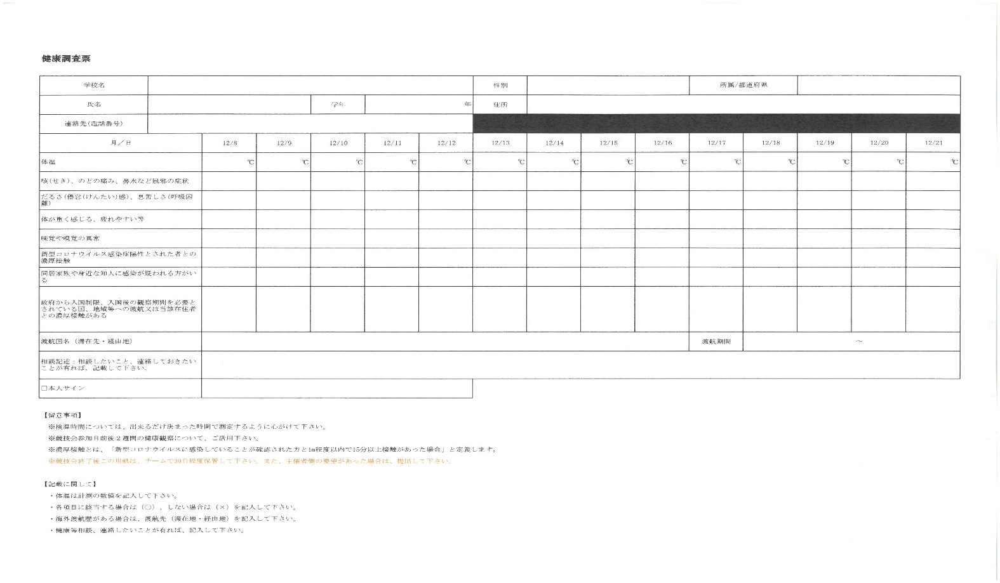 健康調査票
学校名 性別 所属/都道府県
氏名 学年 年 住所
連絡先(電話番号)
月／日 12/8 12/9 12/10 12/11 12/12 12/13 12/14 12/15 12/16 12/17 12/18 12/19 12/20 12/21
体温 ℃ ℃ ℃ ℃ ℃ ℃ ℃ ℃ ℃ ℃ ℃ ℃ ℃ ℃
咳(せき)、のどの痛み、鼻水など風邪の症状
だるさ(倦怠(けんたい)感)、息苦しさ(呼吸困
難)
体が重く感じる、疲れやすい等
味覚や嗅覚の異常
新型コロナウイルス感染症陽性とされた者との
濃厚接触
同居家族や身近な知人に感染が疑われる方がい
る
政府から入国制限、入国後の観察期間を必要と
されている国、地域等への渡航又は当該在住者
との濃厚接触がある
渡航国名（滞在先・経由地） 渡航期間 ～
相談記述：相談したいこと、連絡しておきたい
ことが有れば、記載して下さい。
□本人サイン
【留意事項】
※検温時間については、出来るだけ決まった時間で測定するように心がけて下さい。
※競技会参加日前後２週間の健康観察について、ご活用下さい。
※濃厚接触とは、「新型コロナウイルスに感染していることが確認された方と1m程度以内で15分以上接触があった場合」と定義します。
※競技会終了後この用紙は、チームで30日程度保管して下さい。また、主催者側の要望があった場合は、提出して下さい。
【記載に関して】
・体温は計測の数値を記入して下さい。
・各項目に該当する場合は（○）、しない場合は（×）を記入して下さい。
・海外渡航歴がある場合は、渡航先（滞在地・経由地）を記入して下さい。
・健康等相談、連絡したいことが有れば、記入して下さい。